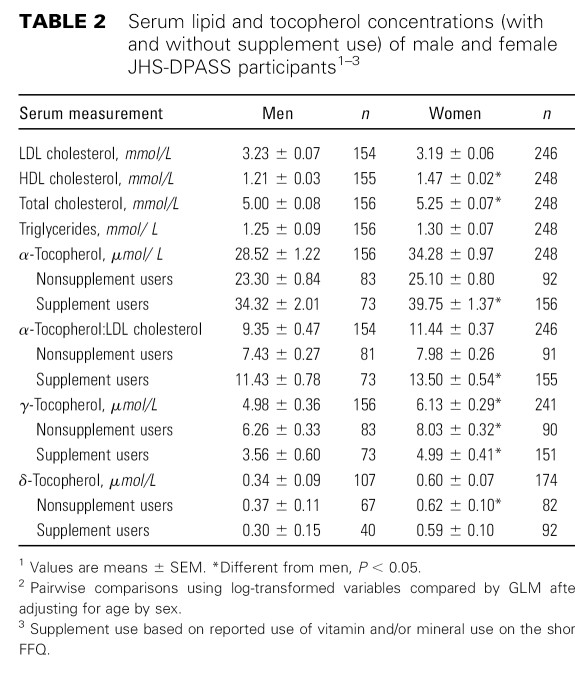 TABLE 2 Serum lipid and tocopherol concentrations (with
and without supplement use) of male and female
JHS-DPASS participants1–3
Serum measurement Men n Women n
LDL cholesterol, mmol/L 3.23 ± 0.07 154 3.19 ± 0.06 246
HDL cholesterol, mmol/L 1.21 ± 0.03 155 1.47 ± 0.02* 248
Total cholesterol, mmol/L 5.00 ± 0.08 156 5.25 ± 0.07* 248
Triglycerides, mmol/ L 1.25 ± 0.09 156 1.30 ± 0.07 248
α-Tocopherol, μmol/ L 28.52 ± 1.22 156 34.28 ± 0.97 248
Nonsupplement users 23.30 ± 0.84 83 25.10 ± 0.80 92
Supplement users 34.32 ± 2.01 73 39.75 ± 1.37* 156
α-Tocopherol:LDL cholesterol 9.35 ± 0.47 154 11.44 ± 0.37 246
Nonsupplement users 7.43 ± 0.27 81 7.98 ± 0.26 91
Supplement users 11.43 ± 0.78 73 13.50 ± 0.54* 155
γ-Tocopherol, μmol/L 4.98 ± 0.36 156 6.13 ± 0.29* 241
Nonsupplement users 6.26 ± 0.33 83 8.03 ± 0.32* 90
Supplement users 3.56 ± 0.60 73 4.99 ± 0.41* 151
δ-Tocopherol, μmol/L 0.34 ± 0.09 107 0.60 ± 0.07 174
Nonsupplement users 0.37 ± 0.11 67 0.62 ± 0.10* 82
Supplement users 0.30 ± 0.15 40 0.59 ± 0.10 92
1 Values are means ± SEM. *Different from men, P < 0.05.
2 Pairwise comparisons using log-transformed variables compared by GLM afte
adjusting for age by sex.
3 Supplement use based on reported use of vitamin and/or mineral use on the shor
FFQ.